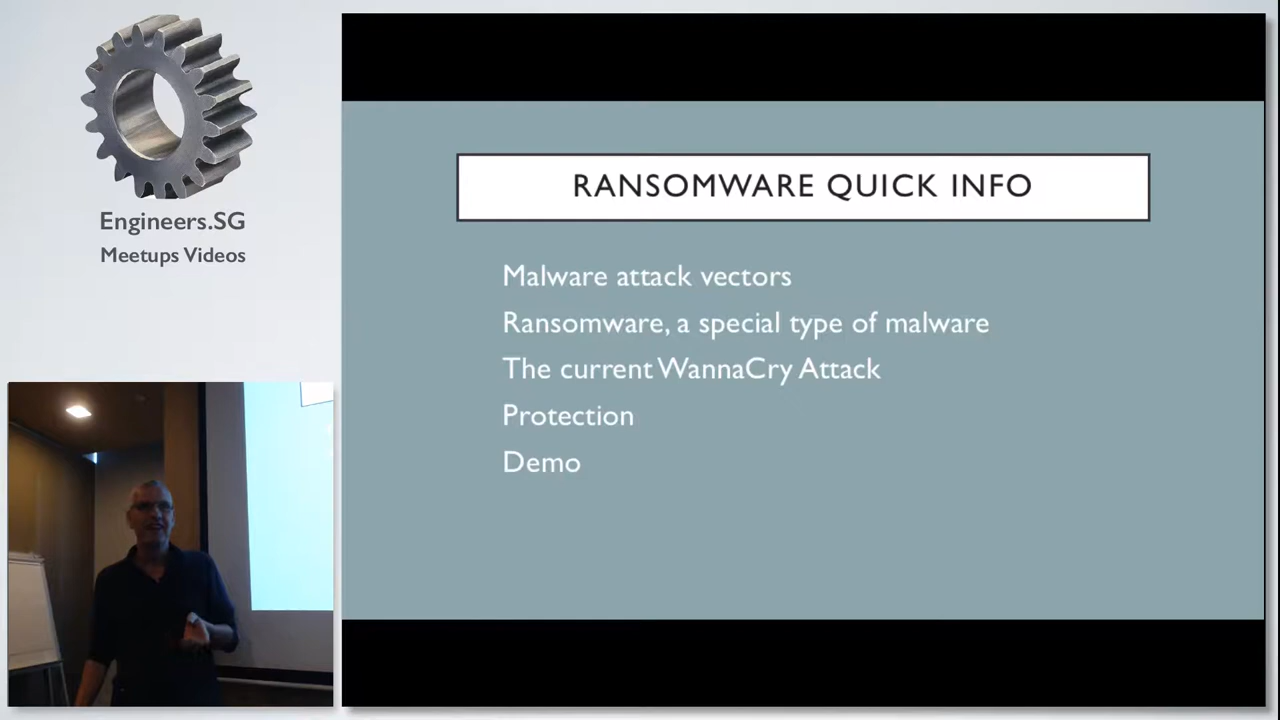 Engineers.SG
Meetups Videos
RANSOMWARE QUICK INFO
Malware attack vectors
Ransomware, a special type of malware
The current WannaCry Attack
Protection
Demo